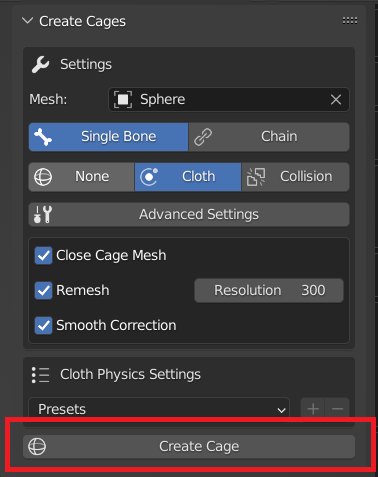 Create Cages
Settings
Mesh: Sphere
Single Bone Chain
None Cloth Collision
Advanced Settings
Close Cage Mesh
Remesh Resolution 300
Smooth Correction
Cloth Physics Settings
Presets
Create Cage